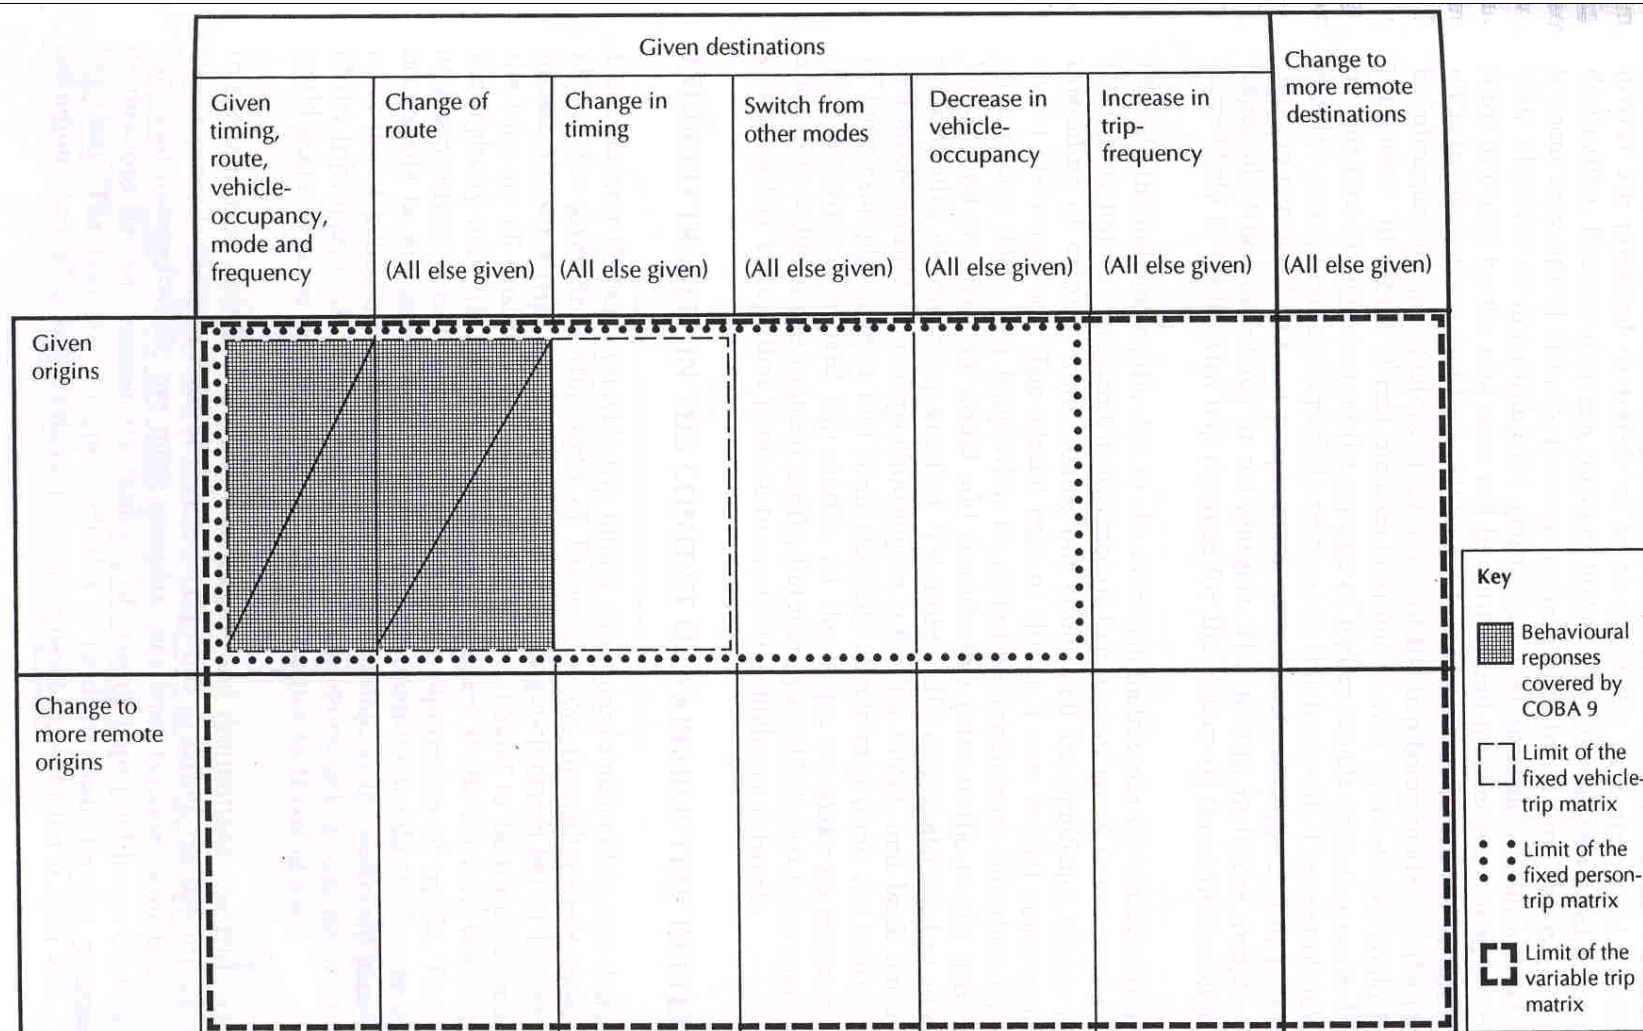 Given destinations
Change to
more remote
destinations
(All else given)
Given
timing,
route,
vehicle-
occupancy,
mode and
frequency
Change of
route
(All else given)
Change in
timing
(All else given)
Switch from
other modes
(All else given)
Decrease in
vehicle-
occupancy
(All else given)
Increase in
trip-
frequency
(All else given)
Given
origins
Change to
more remote
origins
Key
Behavioural
reponses
covered by
COBA 9
Limit of the
fixed vehicle-
trip matrix
Limit of the
fixed person-
trip matrix
Limit of the
variable trip
matrix